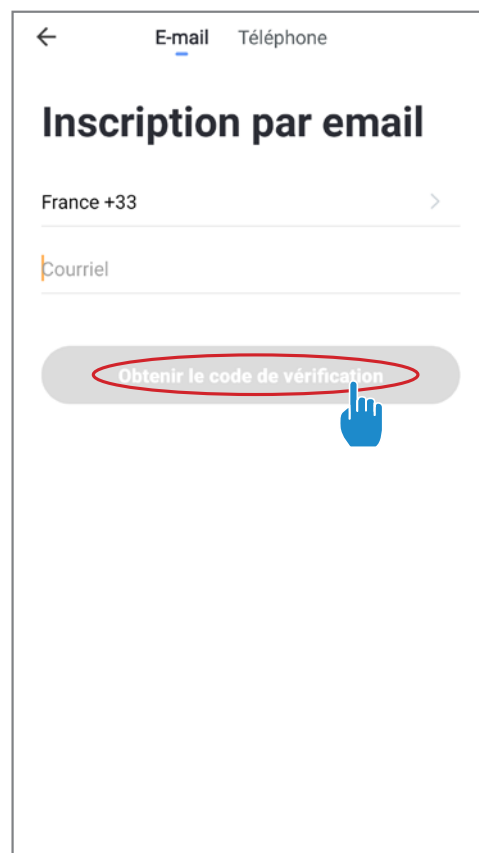 E-mail Téléphone
Inscription par email
France +33
Courriel
Obtenir le code de vérification